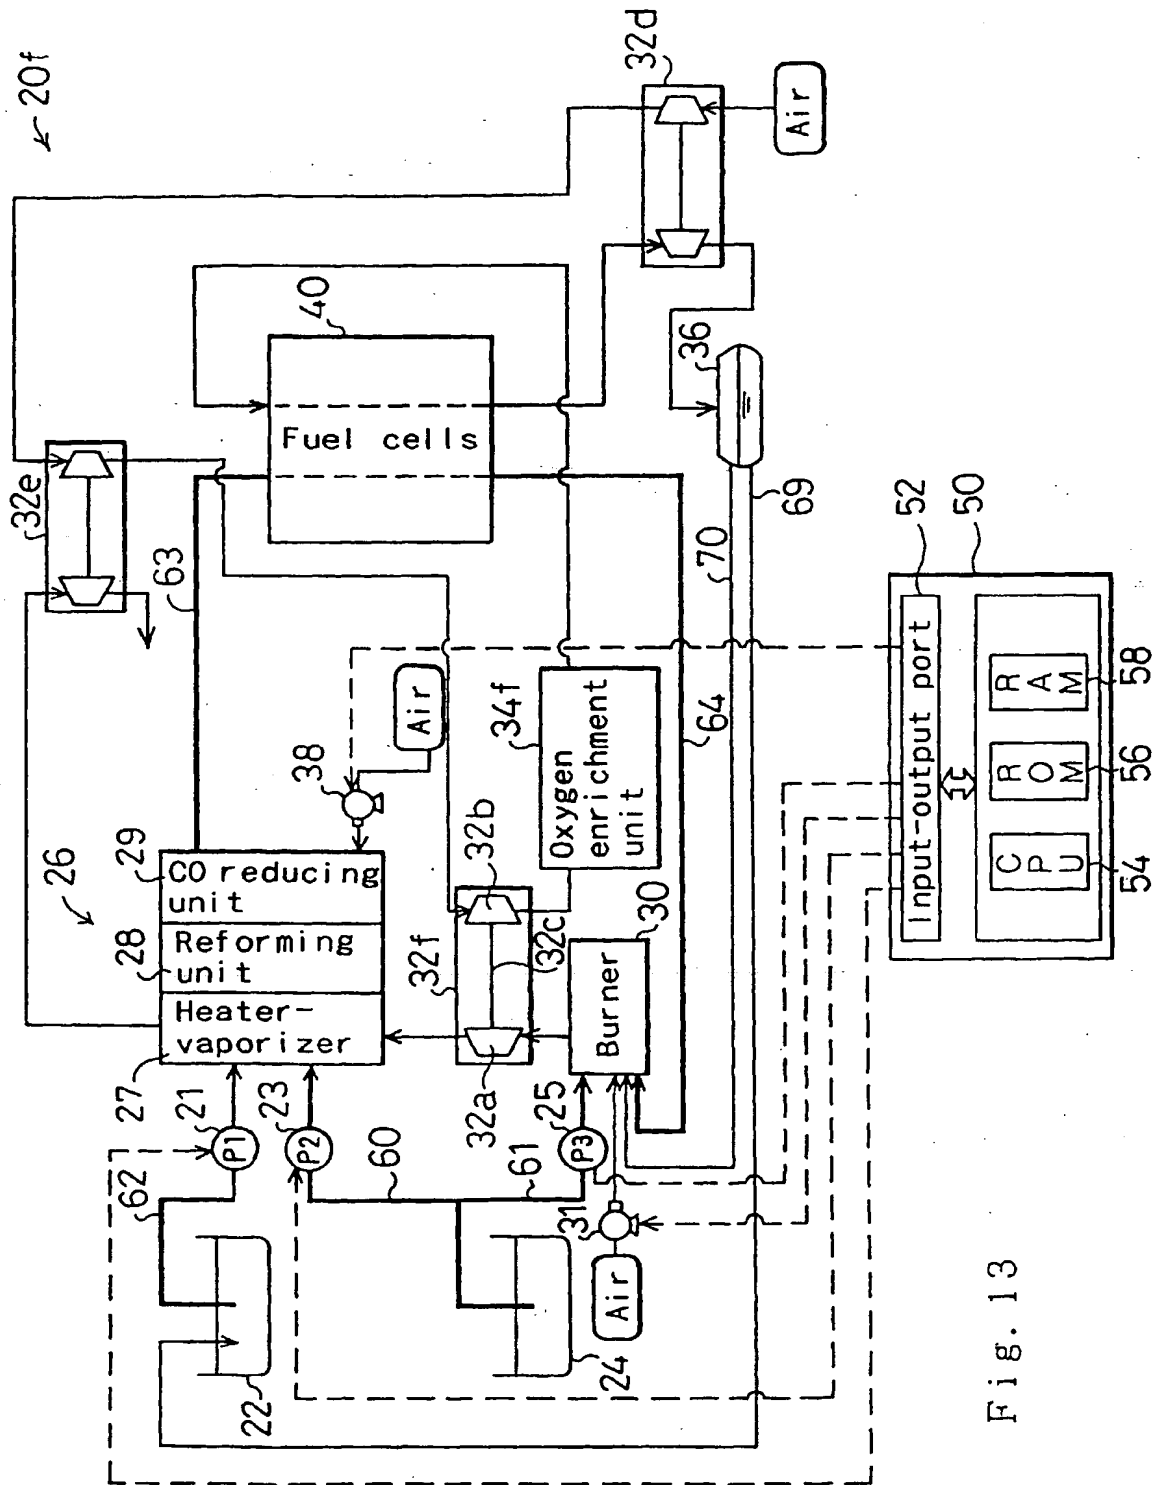 20f
32e
32d
Air
63
40
Fuel cells
36
26
29
CO reducing
unit
28
Reforming
unit
27
Heater-
vaporizer
38
Air
34f
Oxygen
enrichment
unit
32f
32b
32c
32a
30
Burner
64
70
69
62
21
P1
23
P2
60
61
25
P3
31
Air
22
24
52
50
Input-output port
CPU
ROM
RAM
54
56
58
Fig. 13